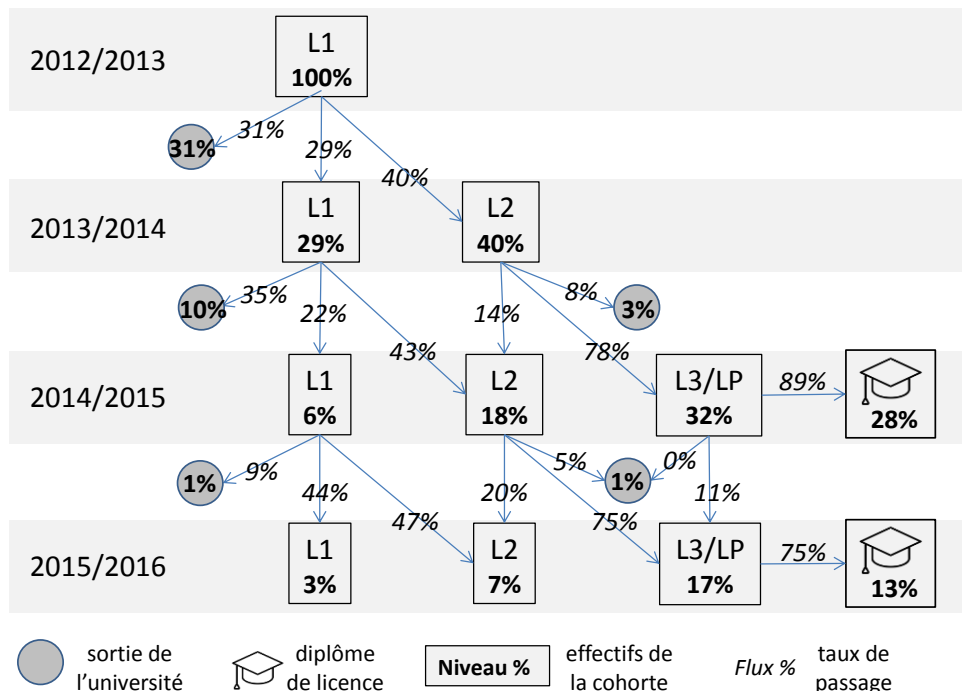 2012/2013
L1
100%
31%
31%
29%
40%
2013/2014
L1
29%
L2
40%
10%
35%
22%
43%
14%
8%
3%
78%
2014/2015
L1
6%
L2
18%
L3/LP
32%
89%
28%
1%
9%
44%
47%
20%
5%
1%
0%
75%
11%
2015/2016
L1
3%
L2
7%
L3/LP
17%
75%
13%
sortie de
l’université
diplôme
de licence
Niveau %
effectifs de
la cohorte
Flux %
taux de
passage